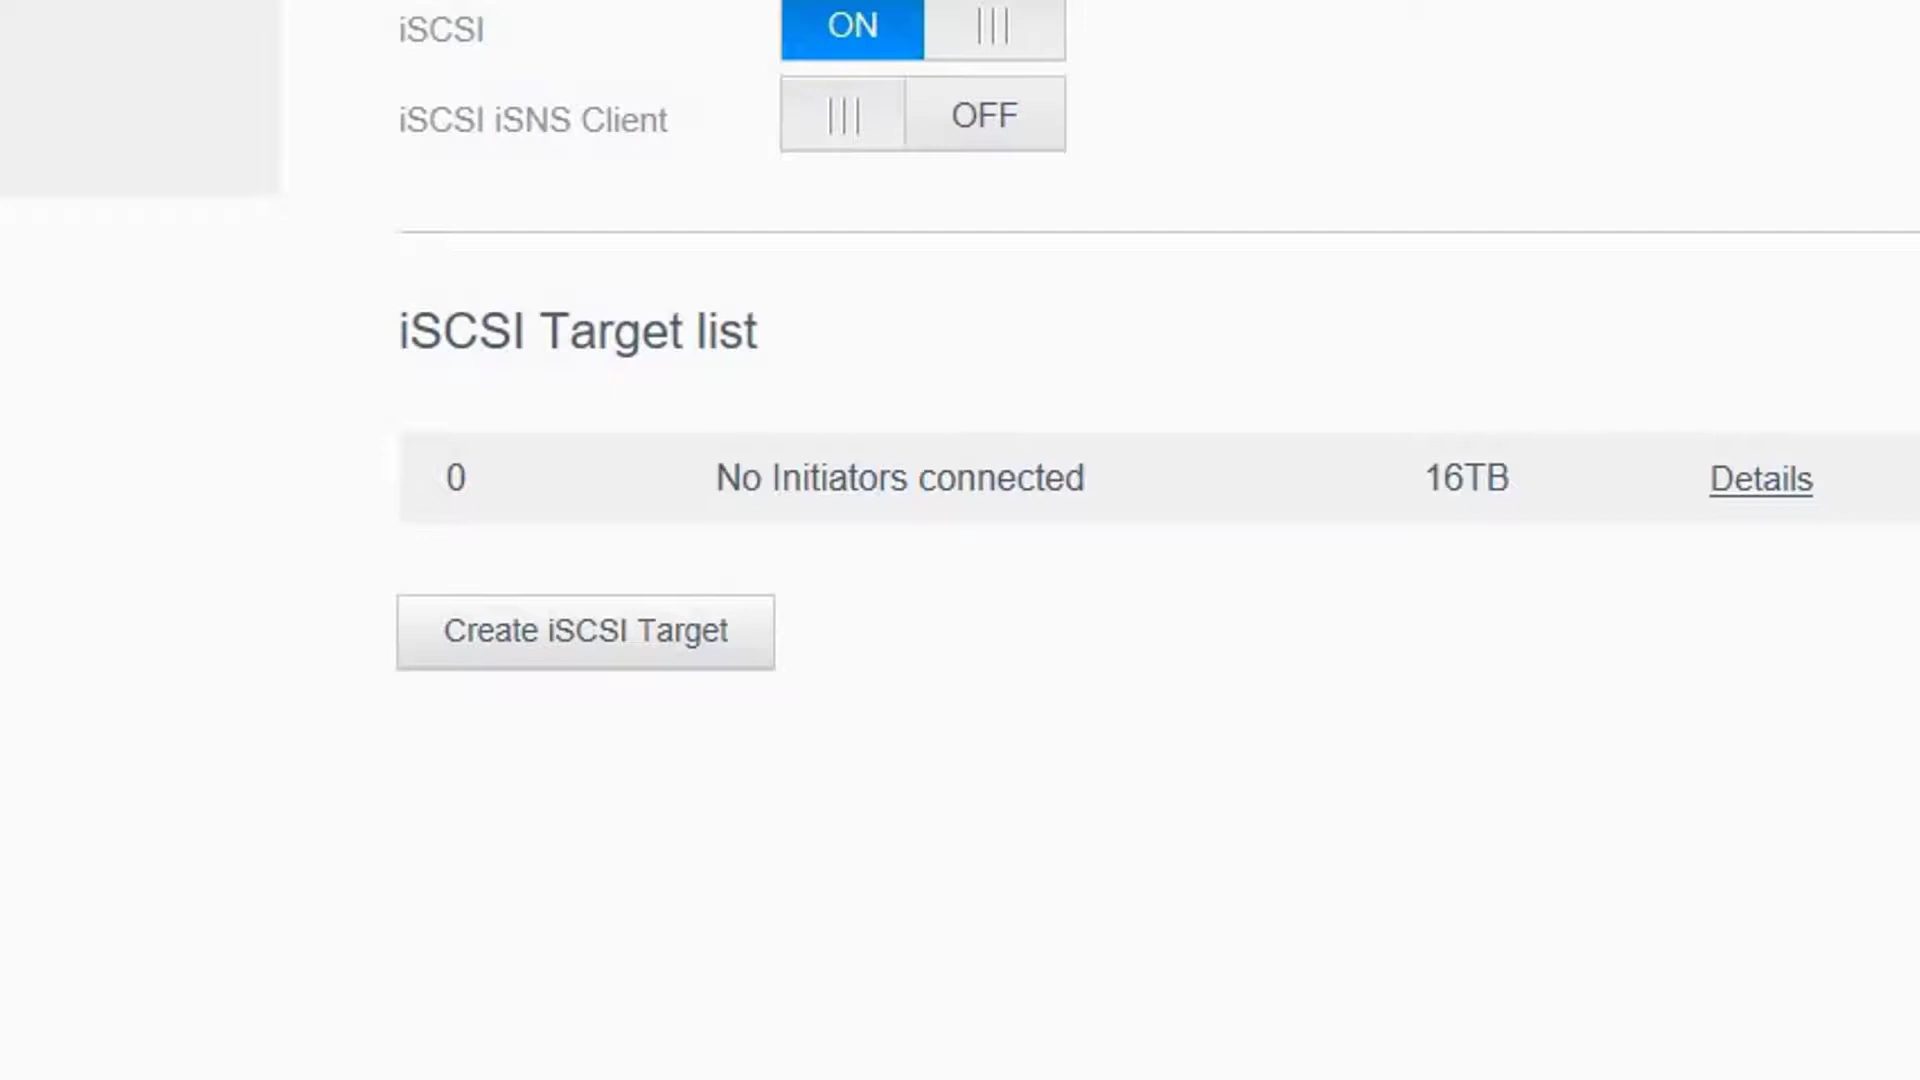 iSCSI ON
iSCSI iSNS Client OFF
iSCSI Target list
0 No Initiators connected 16TB Details
Create iSCSI Target